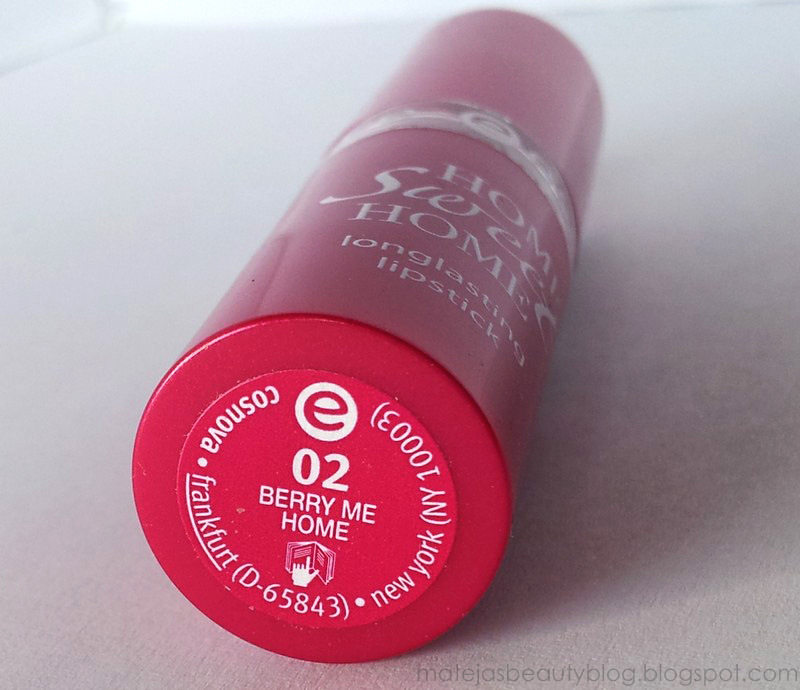 HOME
sweet
HOME
longlasting
lipstick
e
02
BERRY ME
HOME
cosnova • frankfurt (D-65843) • new york (NY 10003)
matejasbeautyblog.blogspot.com